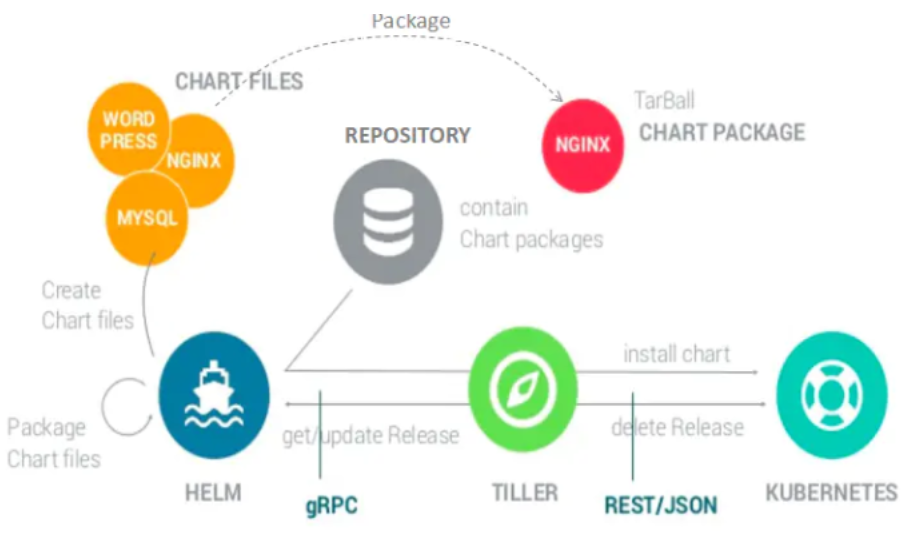 Package
CHART FILES
WORD
PRESS
NGINX
MYSQL
REPOSITORY
contain
Chart packages
NGINX
TarBall
CHART PACKAGE
Create
Chart files
Package
Chart files
install chart
get/update Release
delete Release
HELM
gRPC
TILLER
REST/JSON
KUBERNETES